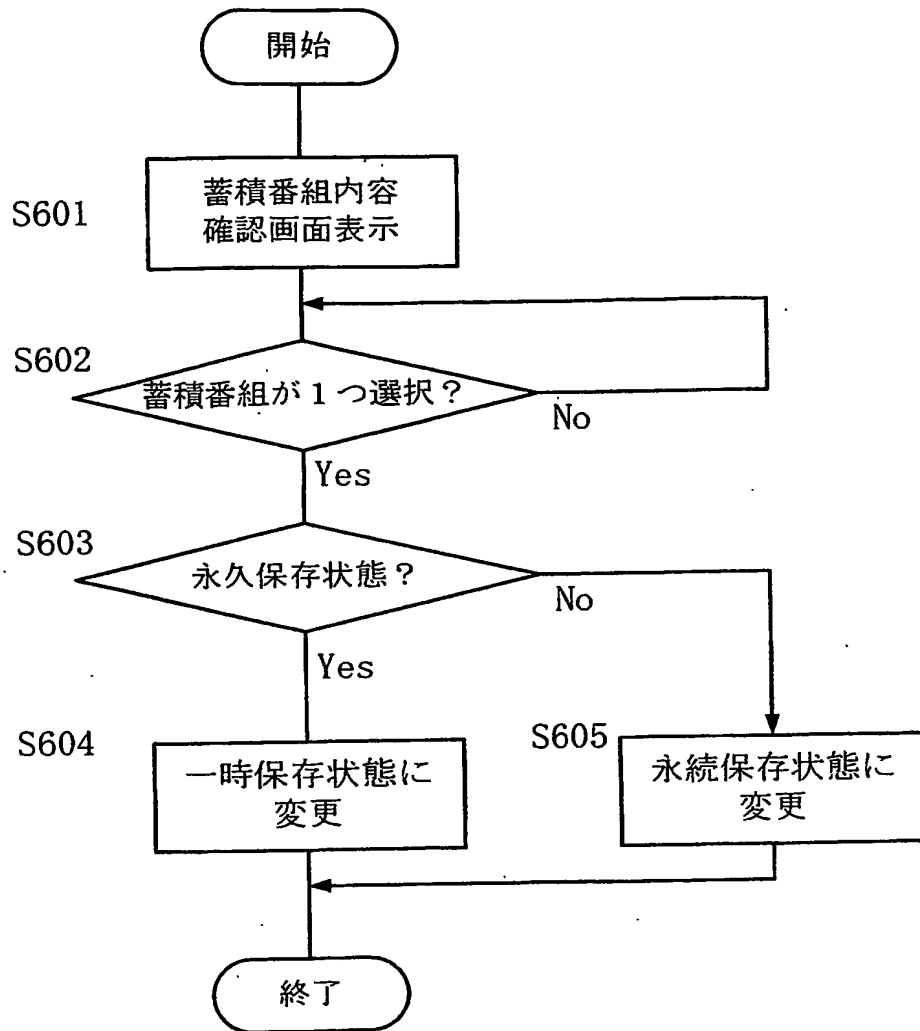 開始
S601
蓄積番組内容
確認画面表示
S602
蓄積番組が1つ選択?
No
Yes
S603
永久保存状態?
No
Yes
S604
一時保存状態に
変更
S605
永続保存状態に
変更
終了